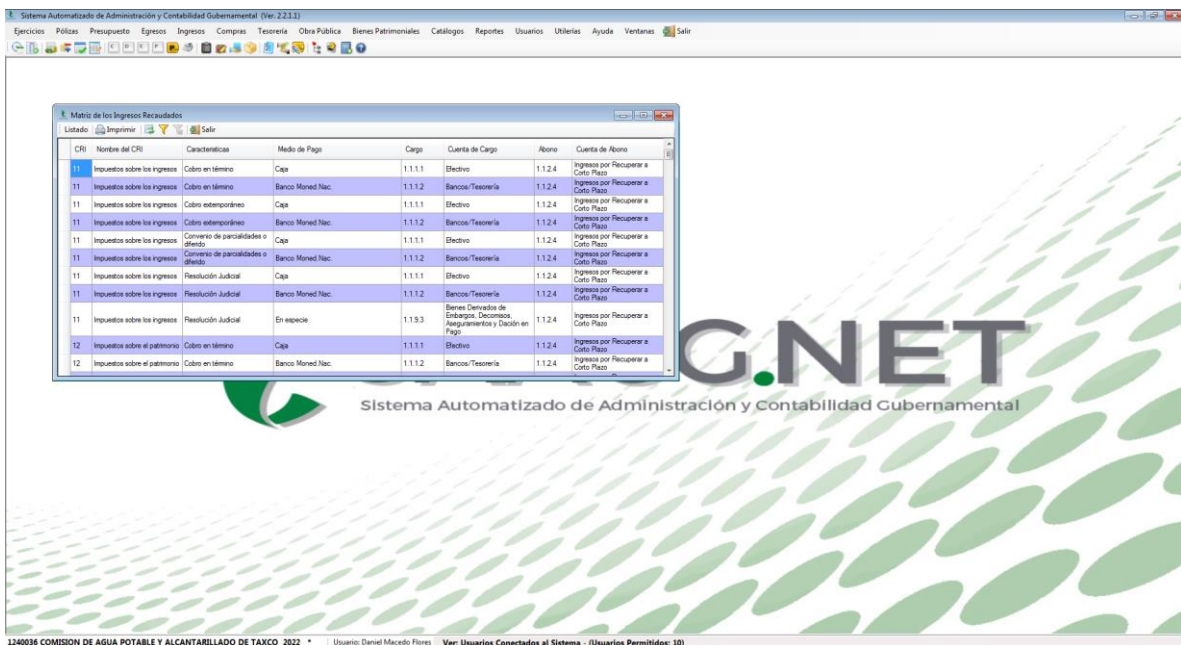 Sistema Automatizado de Administración y Contabilidad Gubernamental (Ver. 2.2.1.1)
Ejercicios Pólizas Presupuesto Egresos Ingresos Compras Tesorería Obra Pública Bienes Patrimoniales Catálogos Reportes Usuarios Utilerías Ayuda Ventanas Salir
Matriz de los Ingresos Recaudados
Listado Imprimir Salir
CRI Nombre del CRI Caracteristicas Medio de Pago Cargo Cuenta de Cargo Abono Cuenta de Abono
11 Impuestos sobre los ingresos Cobro en término Caja 1.1.1.1 Efectivo 1.1.2.4 Ingresos por Recuperar a
Corto Plazo
11 Impuestos sobre los ingresos Cobro en término Banco Moned.Nac. 1.1.1.2 Bancos/Tesorería 1.1.2.4 Ingresos por Recuperar a
Corto Plazo
11 Impuestos sobre los ingresos Cobro extemporáneo Caja 1.1.1.1 Efectivo 1.1.2.4 Ingresos por Recuperar a
Corto Plazo
11 Impuestos sobre los ingresos Cobro extemporáneo Banco Moned.Nac. 1.1.1.2 Bancos/Tesorería 1.1.2.4 Ingresos por Recuperar a
Corto Plazo
11 Impuestos sobre los ingresos Convenio de parcialidades o
diferido Caja 1.1.1.1 Efectivo 1.1.2.4 Ingresos por Recuperar a
Corto Plazo
11 Impuestos sobre los ingresos Convenio de parcialidades o
diferido Banco Moned.Nac. 1.1.1.2 Bancos/Tesorería 1.1.2.4 Ingresos por Recuperar a
Corto Plazo
11 Impuestos sobre los ingresos Resolución Judicial Caja 1.1.1.1 Efectivo 1.1.2.4 Ingresos por Recuperar a
Corto Plazo
11 Impuestos sobre los ingresos Resolución Judicial Banco Moned.Nac. 1.1.1.2 Bancos/Tesorería 1.1.2.4 Ingresos por Recuperar a
Corto Plazo
11 Impuestos sobre los ingresos Resolución Judicial En especie 1.1.9.3 Bienes Derivados de
Embargos, Decomisos,
Aseguramientos y Dación en
Pago 1.1.2.4 Ingresos por Recuperar a
Corto Plazo
12 Impuestos sobre el patrimonio Cobro en término Caja 1.1.1.1 Efectivo 1.1.2.4 Ingresos por Recuperar a
Corto Plazo
12 Impuestos sobre el patrimonio Cobro en término Banco Moned.Nac. 1.1.1.2 Bancos/Tesorería 1.1.2.4 Ingresos por Recuperar a
Corto Plazo
G.NET
Sistema Automatizado de Administración y Contabilidad Gubernamental
1240036 COMISION DE AGUA POTABLE Y ALCANTARILLADO DE TAXCO 2022 * Usuario: Daniel Macedo Flores Ver: Usuarios Conectados al Sistema - (Usuarios Permitidos: 10)